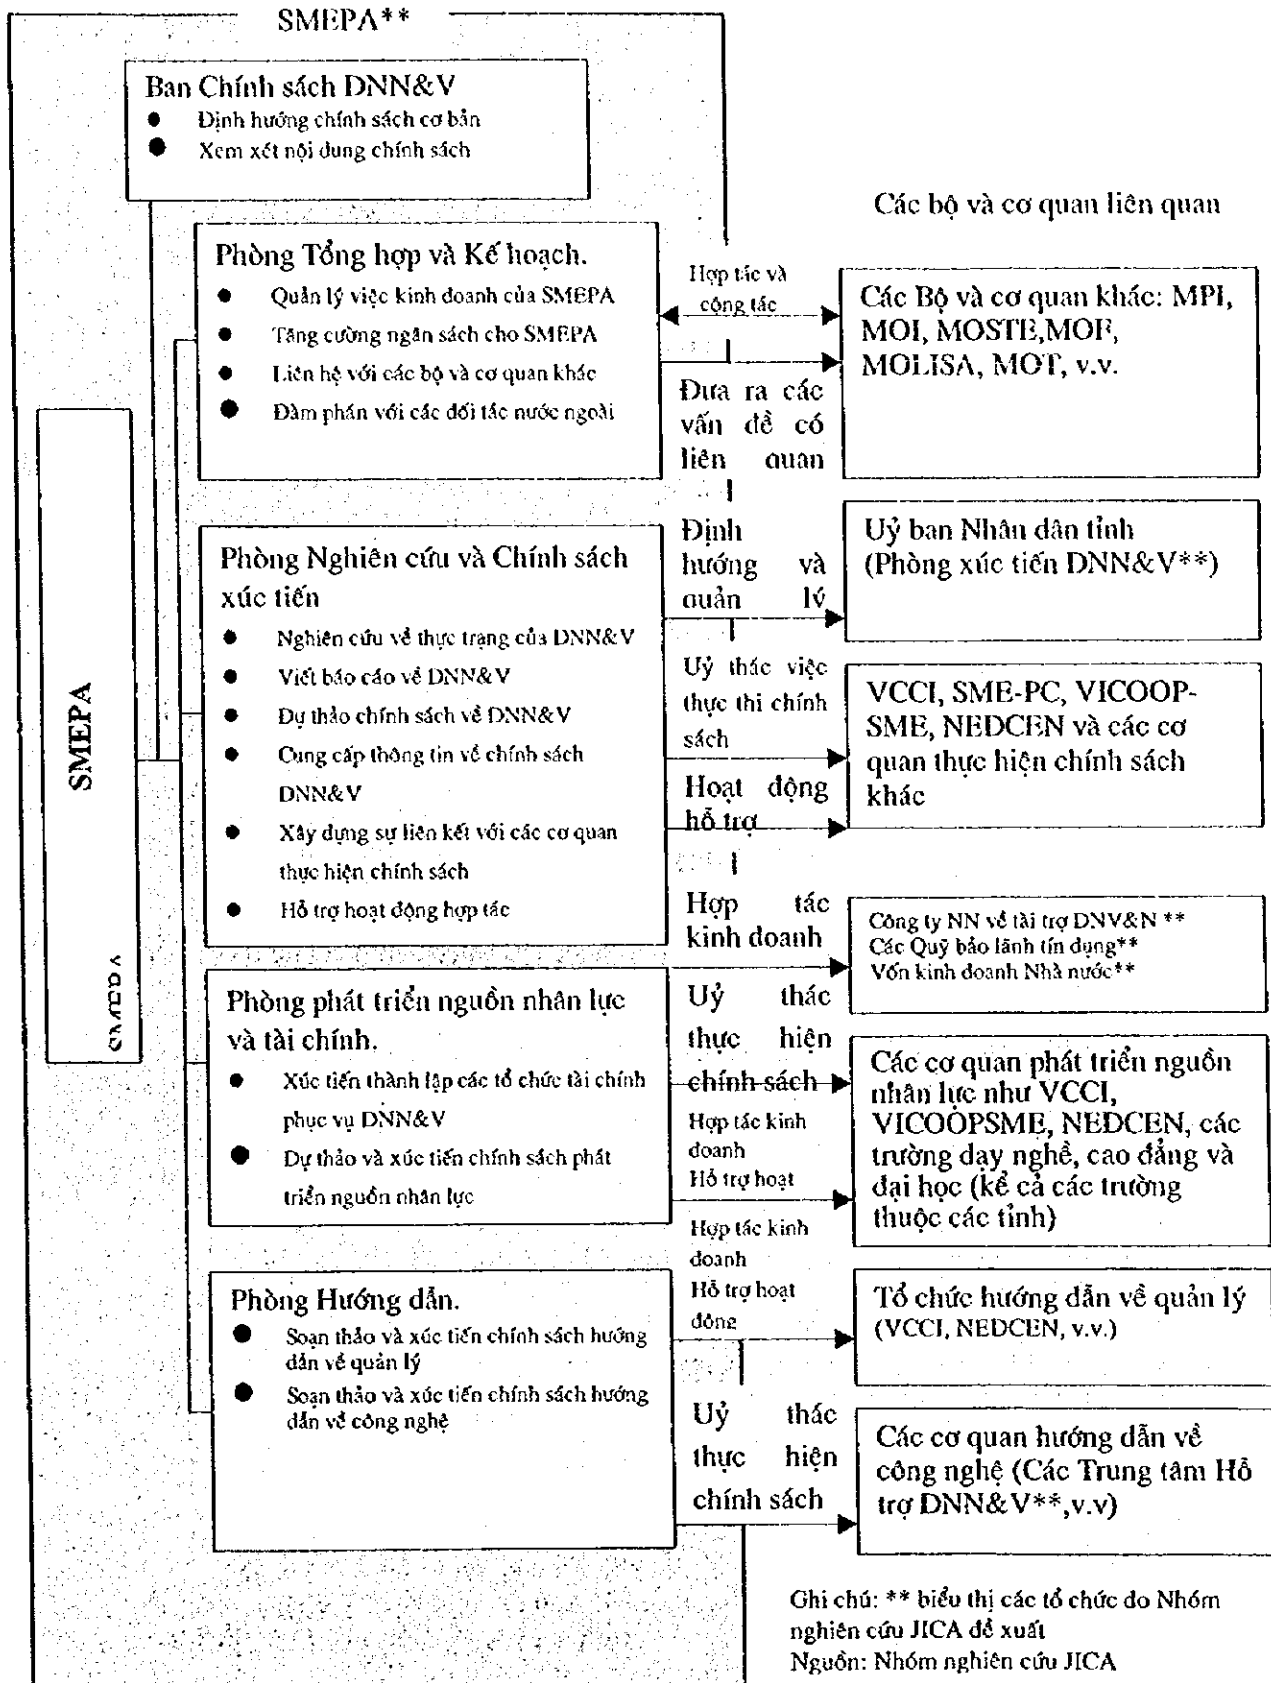 SMEPA**
Ban Chính sách DNN&V
● Định hướng chính sách cơ bản
● Xem xét nội dung chính sách
Các bộ và cơ quan liên quan
Phòng Tổng hợp và Kế hoạch.
● Quản lý việc kinh doanh của SMEPA
● Tăng cường ngân sách cho SMEPA
● Liên hệ với các bộ và cơ quan khác
● Đàm phán với các đối tác nước ngoài
Hợp tác và
cộng tác
Đưa ra các
vấn đề có
liên quan
Các Bộ và cơ quan khác: MPI,
MOI, MOSTE,MOF,
MOLISA, MOT, v.v.
SMEPA
Phòng Nghiên cứu và Chính sách
xúc tiến
● Nghiên cứu về thực trạng của DNN&V
● Viết báo cáo về DNN&V
● Dự thảo chính sách về DNN&V
● Cung cấp thông tin về chính sách
DNN&V
● Xây dựng sự liên kết với các cơ quan
thực hiện chính sách
● Hỗ trợ hoạt động hợp tác
Định
hướng và
quản lý
Uỷ ban Nhân dân tỉnh
(Phòng xúc tiến DNN&V**)
Uỷ thác việc
thực thi chính
sách
Hoạt động
hỗ trợ
VCCI, SME-PC, VICOOP-
SME, NEDCEN và các cơ
quan thực hiện chính sách
khác
Hợp tác
kinh doanh
Công ty NN về tài trợ DNV&N **
Các Quỹ bảo lãnh tín dụng**
Vốn kinh doanh Nhà nước**
SMEPA
Phòng phát triển nguồn nhân lực
và tài chính.
● Xúc tiến thành lập các tổ chức tài chính
phục vụ DNN&V
● Dự thảo và xúc tiến chính sách phát
triển nguồn nhân lực
Uỷ thác
thực hiện
chính sách
Hợp tác kinh
doanh
Hỗ trợ hoạt
Các cơ quan phát triển nguồn
nhân lực như VCCI,
VICOOPSME, NEDCEN, các
trường dạy nghề, cao đẳng và
đại học (kể cả các trường
thuộc các tỉnh)
Phòng Hướng dẫn.
● Soạn thảo và xúc tiến chính sách hướng
dẫn về quản lý
● Soạn thảo và xúc tiến chính sách hướng
dẫn về công nghệ
Hợp tác kinh
doanh
Hỗ trợ hoạt
động
Tổ chức hướng dẫn về quản lý
(VCCI, NEDCEN, v.v.)
Uỷ thác
thực hiện
chính sách
Các cơ quan hướng dẫn về
công nghệ (Các Trung tâm Hỗ
trợ DNN&V**,v.v)
Ghi chú: ** biểu thị các tổ chức do Nhóm
nghiên cứu JICA đề xuất
Nguồn: Nhóm nghiên cứu JICA